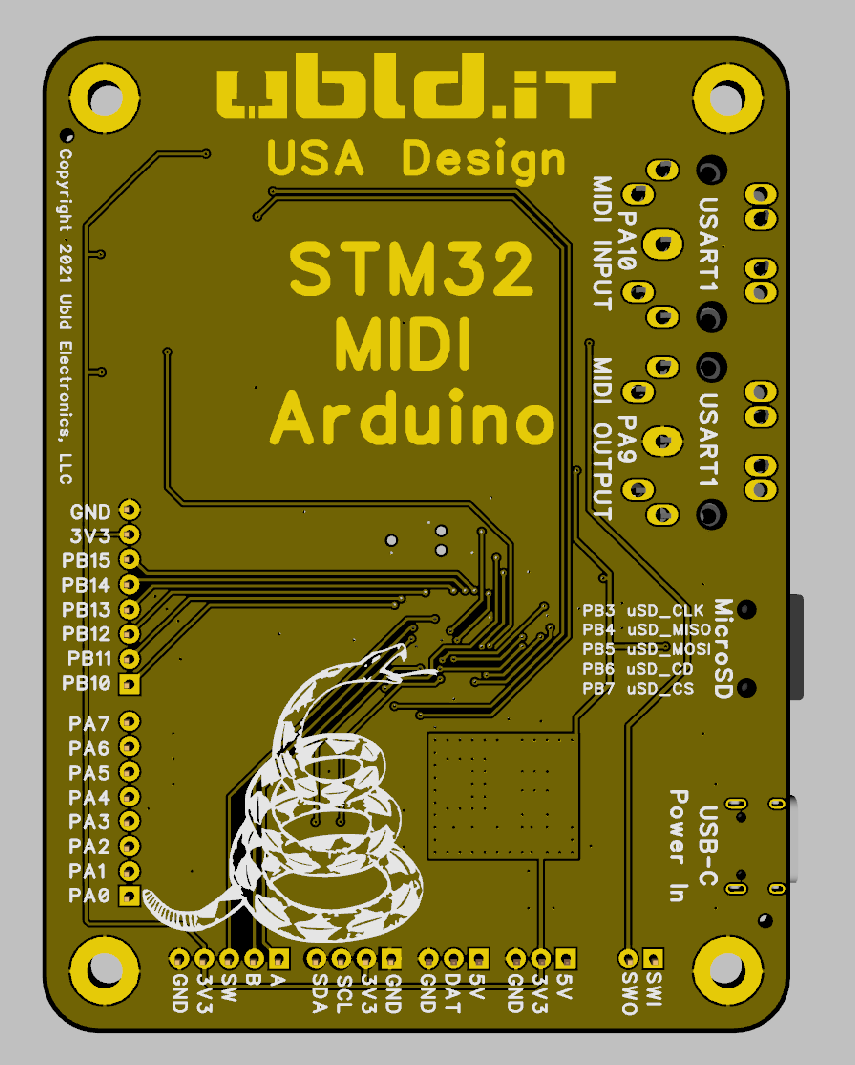 ubld.iT
USA Design
STM32
MIDI
Arduino
Copyright 2021 Ubld Electronics, LLC
MIDI INPUT
PA10
USART1
MIDI OUTPUT
PA9
USART1
GND
3V3
PB15
PB14
PB13
PB12
PB11
PB10
PA7
PA6
PA5
PA4
PA3
PA2
PA1
PA0
PB3 uSD_CLK
PB4 uSD_MISO
PB5 uSD_MOSI
PB6 uSD_CD
PB7 uSD_CS
MicroSD
USB-C
Power In
GND
3V3
SW
B
A
SDA
SCL
3V3
GND
GND
DAT
5V
GND
3V3
5V
SWO
SWI